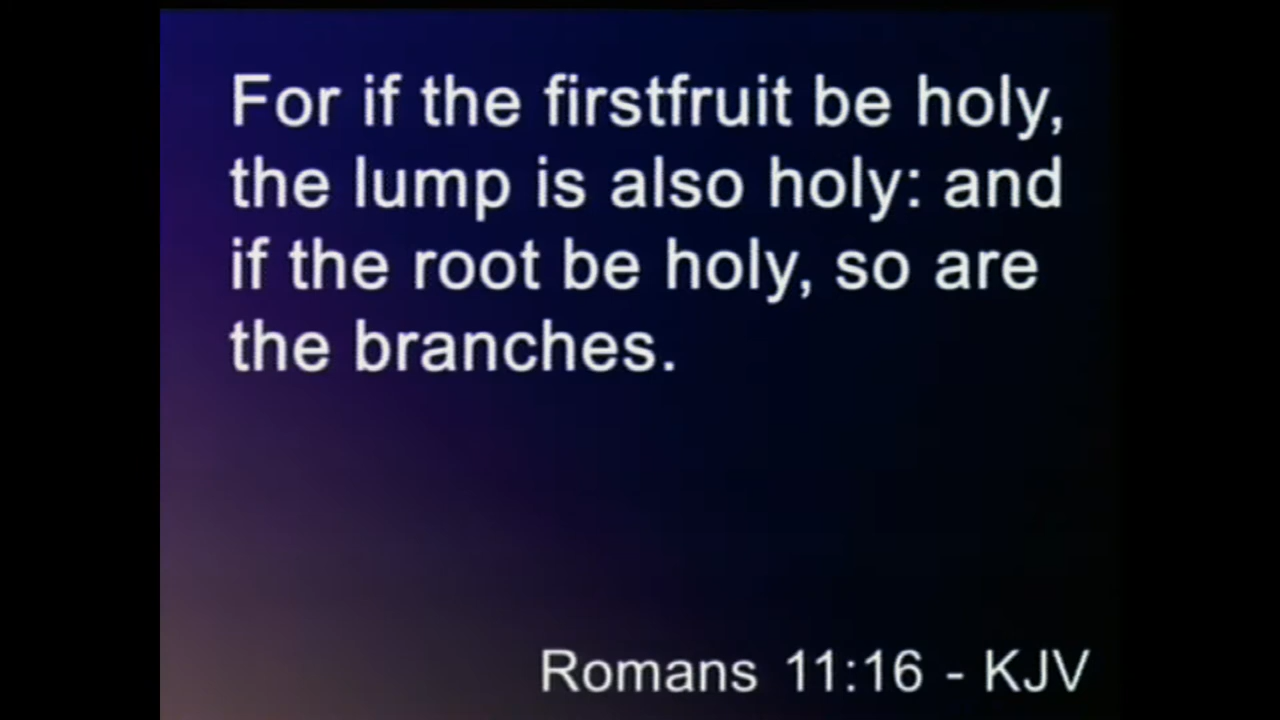 For if the firstfruit be holy,
the lump is also holy: and
if the root be holy, so are
the branches.
Romans 11:16 - KJV